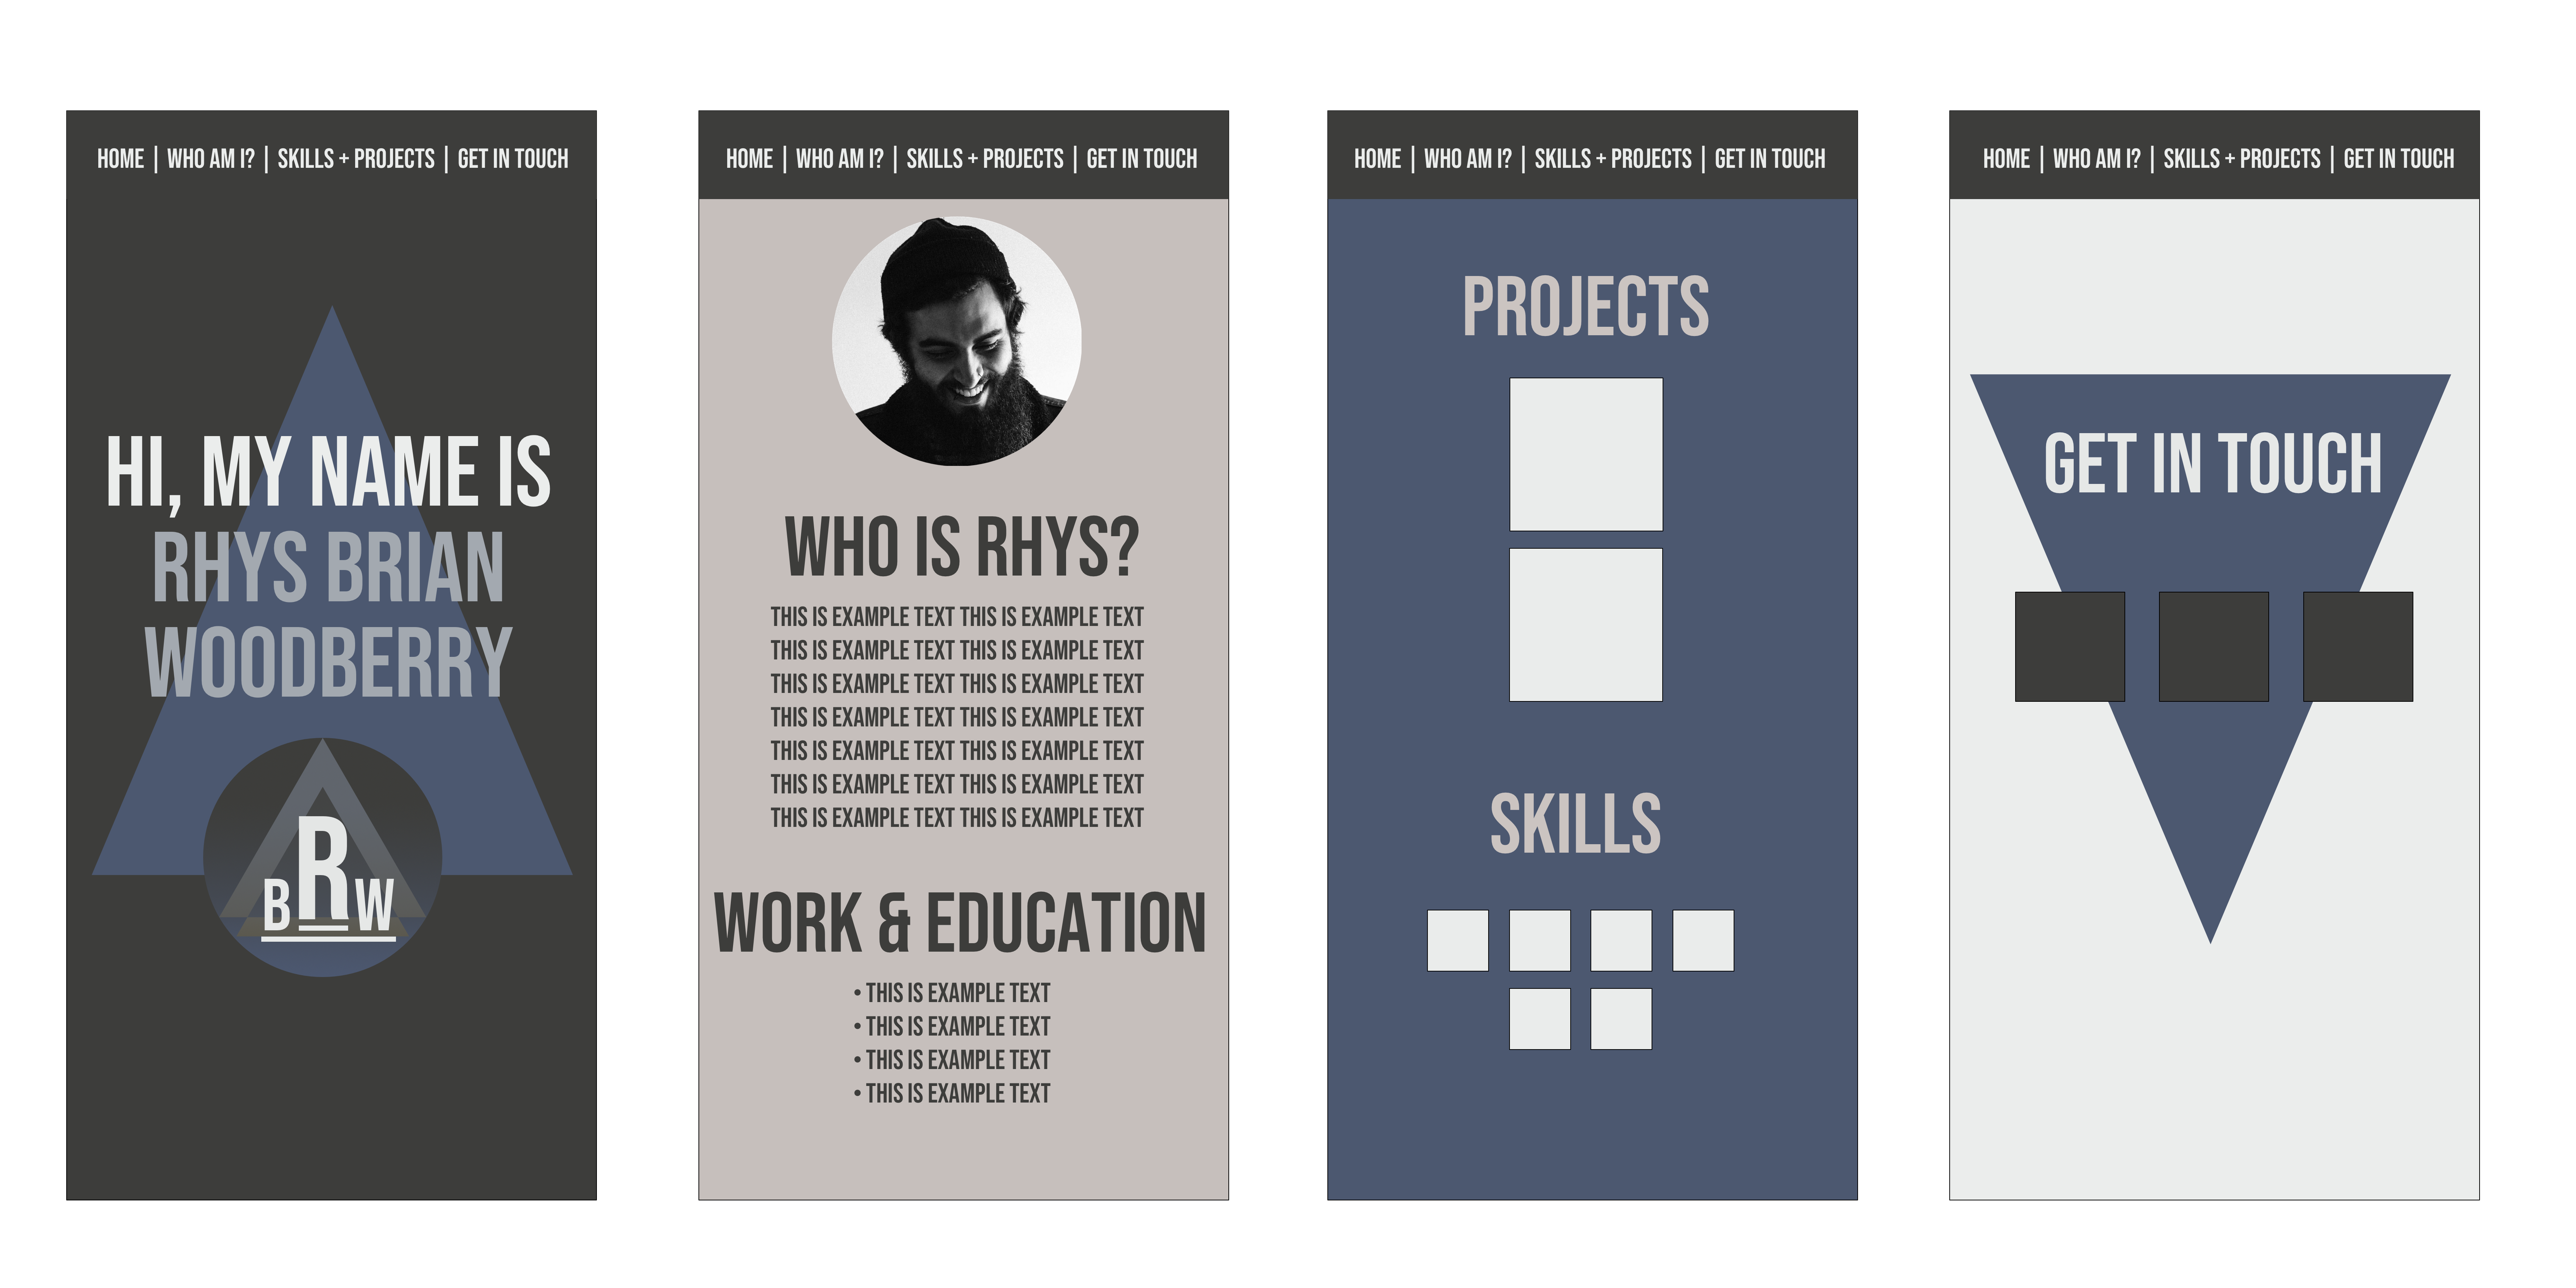 HOME | WHO AM I? | SKILLS + PROJECTS | GET IN TOUCH
HI, MY NAME IS
RHYS BRIAN
WOODBERRY
BRW
HOME | WHO AM I? | SKILLS + PROJECTS | GET IN TOUCH
WHO IS RHYS?
THIS IS EXAMPLE TEXT THIS IS EXAMPLE TEXT
THIS IS EXAMPLE TEXT THIS IS EXAMPLE TEXT
THIS IS EXAMPLE TEXT THIS IS EXAMPLE TEXT
THIS IS EXAMPLE TEXT THIS IS EXAMPLE TEXT
THIS IS EXAMPLE TEXT THIS IS EXAMPLE TEXT
THIS IS EXAMPLE TEXT THIS IS EXAMPLE TEXT
THIS IS EXAMPLE TEXT THIS IS EXAMPLE TEXT
WORK & EDUCATION
• THIS IS EXAMPLE TEXT
• THIS IS EXAMPLE TEXT
• THIS IS EXAMPLE TEXT
• THIS IS EXAMPLE TEXT
HOME | WHO AM I? | SKILLS + PROJECTS | GET IN TOUCH
PROJECTS
SKILLS
HOME | WHO AM I? | SKILLS + PROJECTS | GET IN TOUCH
GET IN TOUCH